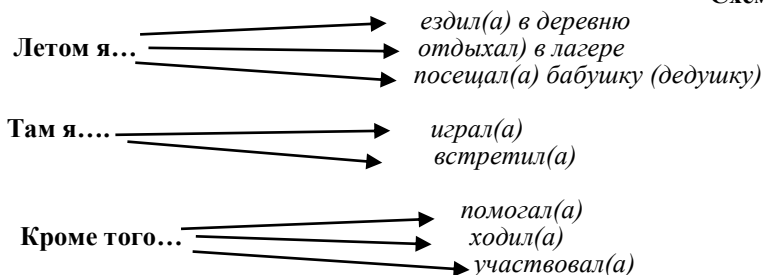 Схем
Летом я…
ездил(а) в деревню
отдыхал) в лагере
посещал(а) бабушку (дедушку)
Там я….
играл(а)
встретил(а)
Кроме того…
помогал(а)
ходил(а)
участвовал(а)